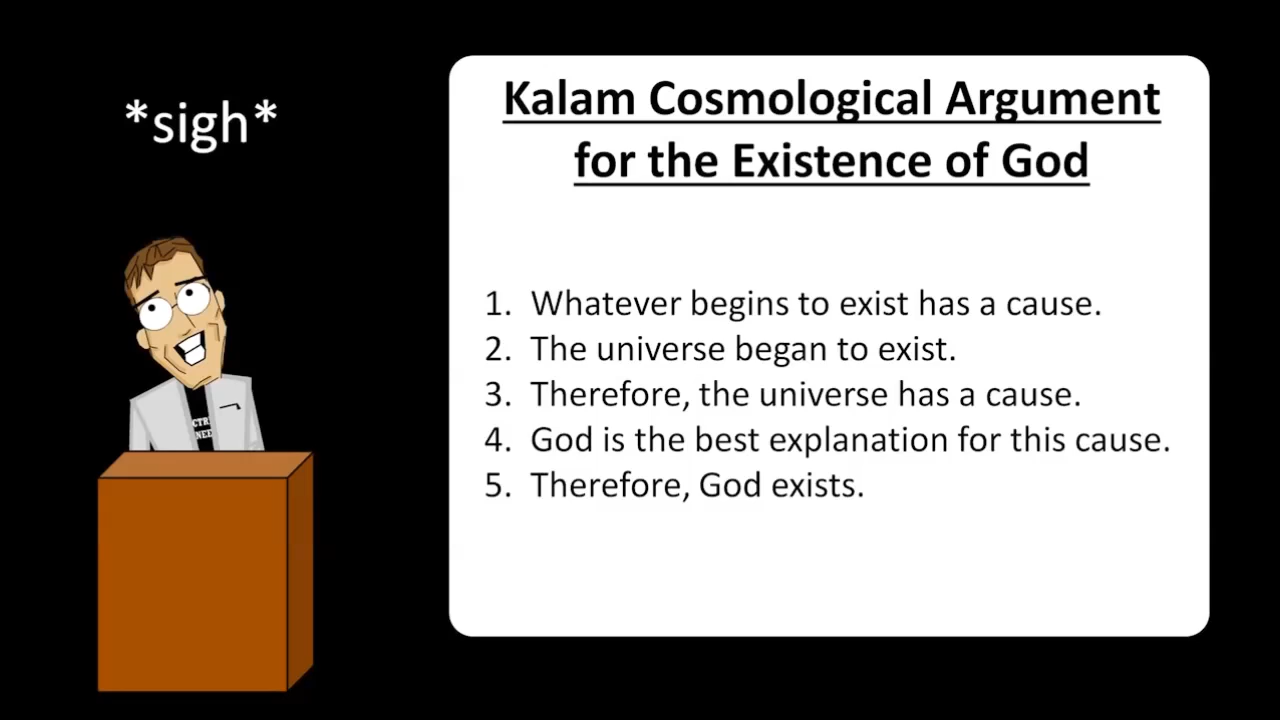 *sigh*
Kalam Cosmological Argument
for the Existence of God
1. Whatever begins to exist has a cause.
2. The universe began to exist.
3. Therefore, the universe has a cause.
4. God is the best explanation for this cause.
5. Therefore, God exists.